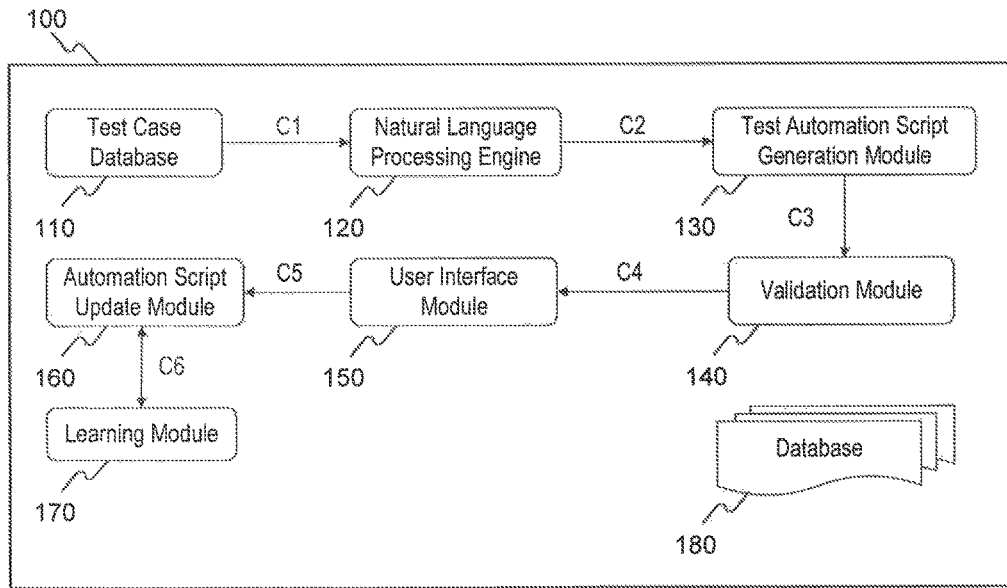 100
Test Case
Database
C1
Natural Language
Processing Engine
C2
Test Automation Script
Generation Module
110
120
130
C3
Automation Script
Update Module
C5
User Interface
Module
C4
Validation Module
160
C6
150
140
Learning Module
Database
170
180